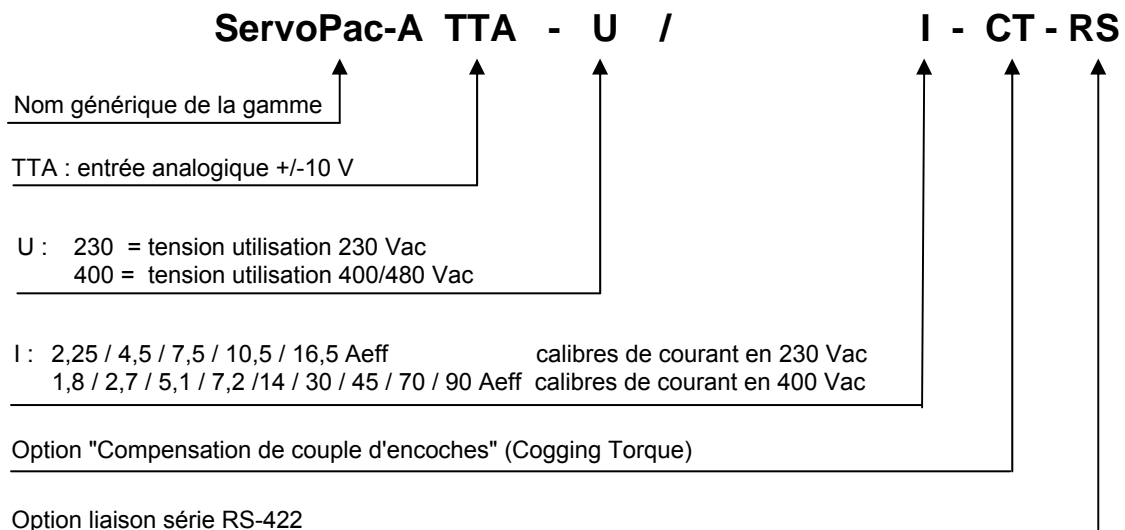 ServoPac-A TTA - U / I - CT - RS
Nom générique de la gamme
TTA : entrée analogique +/-10 V
U : 230 = tension utilisation 230 Vac
400 = tension utilisation 400/480 Vac
I : 2,25 / 4,5 / 7,5 / 10,5 / 16,5 Aeff calibres de courant en 230 Vac
1,8 / 2,7 / 5,1 / 7,2 /14 / 30 / 45 / 70 / 90 Aeff calibres de courant en 400 Vac
Option "Compensation de couple d'encoches" (Cogging Torque)
Option liaison série RS-422